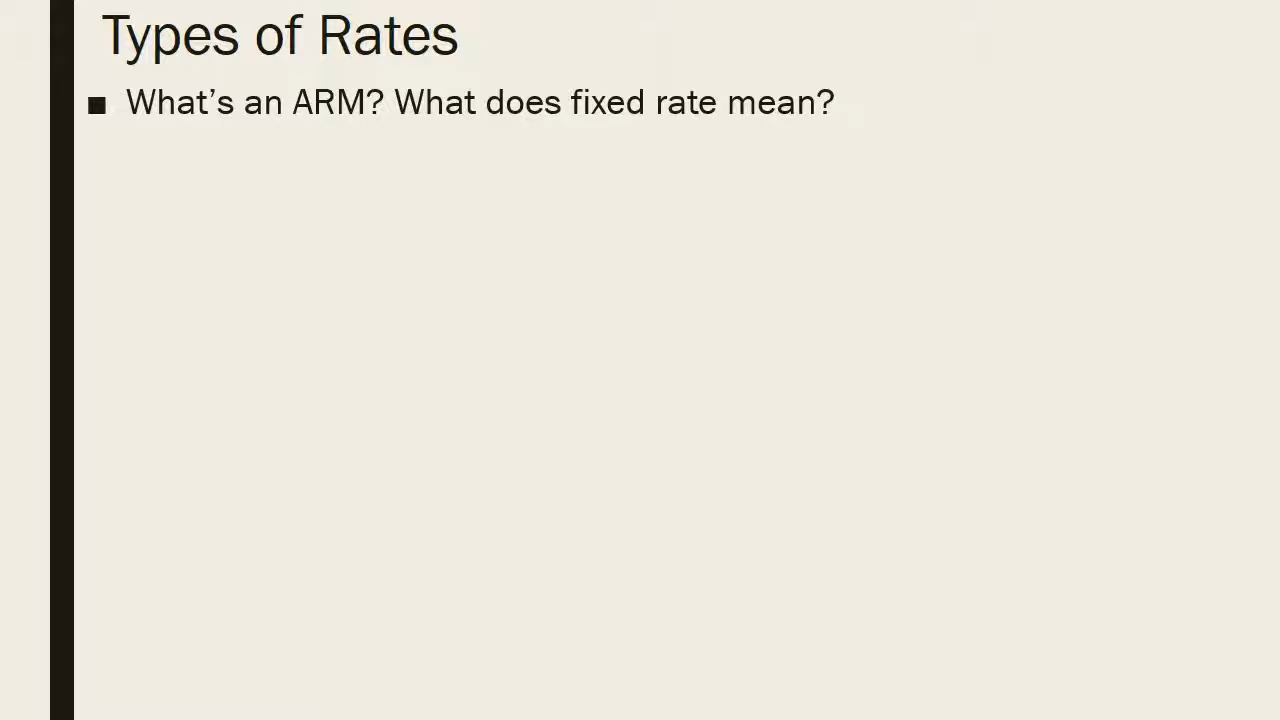 Types of Rates
■ What’s an ARM? What does fixed rate mean?